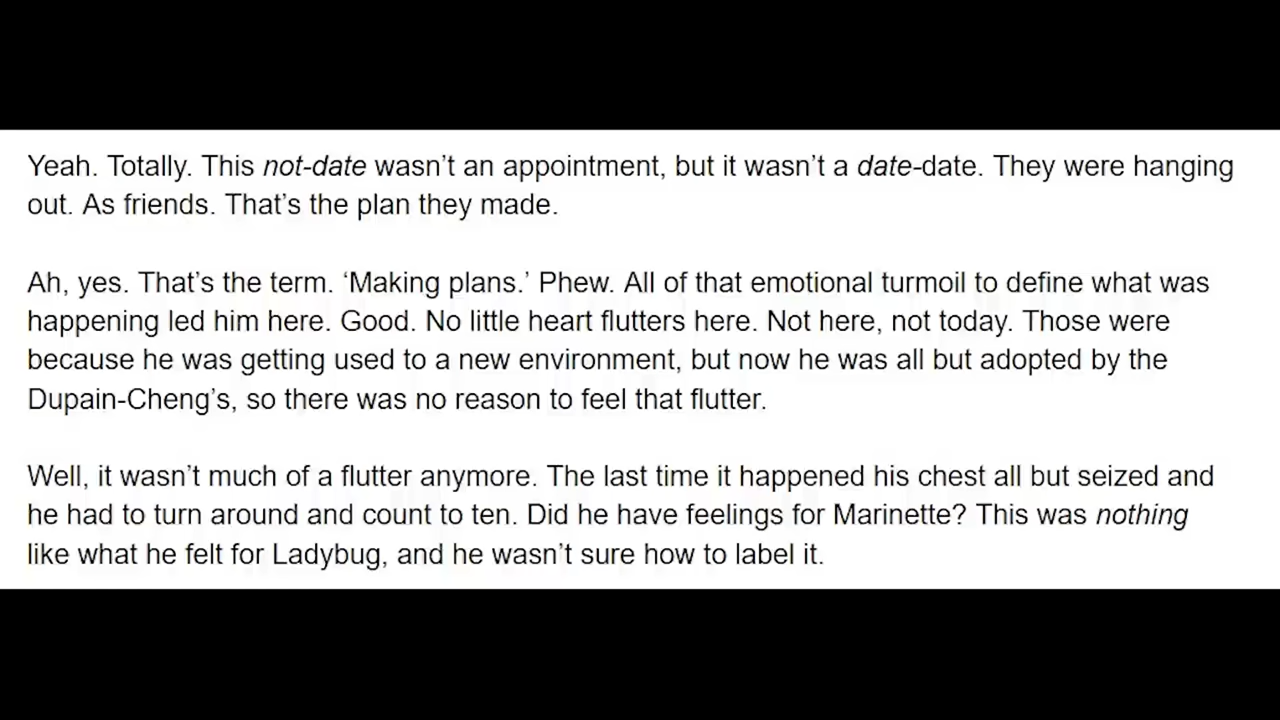 Yeah. Totally. This not-date wasn’t an appointment, but it wasn’t a date-date. They were hanging
out. As friends. That’s the plan they made.
Ah, yes. That’s the term. ‘Making plans.’ Phew. All of that emotional turmoil to define what was
happening led him here. Good. No little heart flutters here. Not here, not today. Those were
because he was getting used to a new environment, but now he was all but adopted by the
Dupain-Cheng’s, so there was no reason to feel that flutter.
Well, it wasn’t much of a flutter anymore. The last time it happened his chest all but seized and
he had to turn around and count to ten. Did he have feelings for Marinette? This was nothing
like what he felt for Ladybug, and he wasn’t sure how to label it.